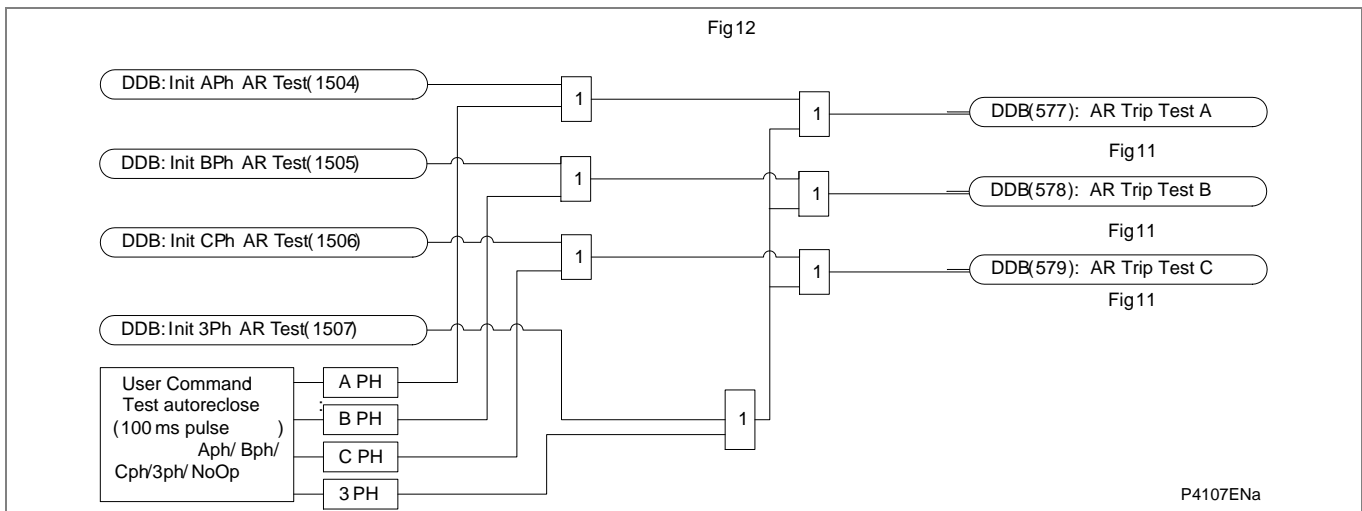 Fig12
DDB: Init APh AR Test(1504)
1
1
DDB(577): AR Trip Test A
Fig11
DDB: Init BPh AR Test(1505)
1
1
DDB(578): AR Trip Test B
Fig11
DDB: Init CPh AR Test(1506)
1
1
DDB(579): AR Trip Test C
Fig11
DDB: Init 3Ph AR Test(1507)
User Command
Test autoreclose :
(100 ms pulse )
Aph/ Bph/
Cph/3ph/ NoOp
A PH
B PH
C PH
3 PH
1
P4107ENa